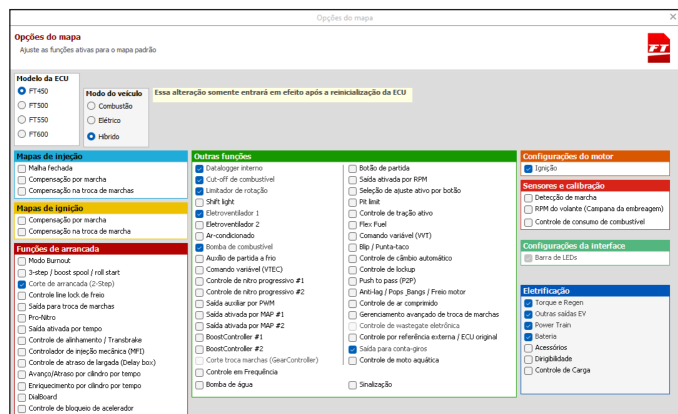 Opções do mapa
Opções do mapa
Ajuste as funções ativas para o mapa padrão
FT
Modelo da ECU
FT450
FT500
FT550
FT600
Modo do veículo
Combustão
Elétrico
Híbrido
Essa alteração somente entrará em efeito após a reinicialização da ECU
Mapas de injeção
Malha fechada
Compensação por marcha
Compensação na troca de marchas
Mapas de ignição
Compensação por marcha
Compensação na troca de marchas
Funções de arrancada
Modo Burnout
3-step / boost spool / roll start
Corte de arrancada (2-Step)
Controle line lock de freio
Saída para troca de marchas
Pro-Nitro
Saída ativada por tempo
Controle de alinhamento / Transbrake
Controlador de injeção mecânica (MFI)
Controle de atraso de largada (Delay box)
Avanço/Atraso por cilindro por tempo
Enriquecimento por cilindro por tempo
DialBoard
Controle de bloqueio de acelerador
Outras funções
Datalogger interno
Cut-off de combustível
Limitador de rotação
Shift light
Eletroventilador 1
Eletroventilador 2
Ar-condicionado
Bomba de combustível
Auxílio de partida a frio
Comando variável (VTEC)
Controle de nitro progressivo #1
Controle de nitro progressivo #2
Saída auxiliar por PWM
Saída ativada por MAP #1
Saída ativada por MAP #2
BoostController #1
BoostController #2
Corte troca marchas (GearController)
Controle em Frequência
Bomba de água
Botão de partida
Saída ativada por RPM
Seleção de ajuste ativo por botão
Pit limit
Controle de tração ativo
Flex Fuel
Comando variável (VVT)
Blip / Punta-taco
Controle de câmbio automático
Controle de lockup
Push to pass (P2P)
Anti-lag / Pops_Bangs / Freio motor
Controle de ar comprimido
Gerenciamento avançado de troca de marchas
Controle de wastegate eletrônica
Controle por referência externa / ECU original
Saída para conta-giros
Controle de moto aquática
Sinalização
Configurações do motor
Ignição
Sensores e calibração
Detecção de marcha
RPM do volante (Campana da embreagem)
Controle de consumo de combustível
Configurações da interface
Barra de LEDs
Eletrificação
Torque e Regen
Outras saídas EV
Power Train
Bateria
Acessórios
Dirigibilidade
Controle de Carga